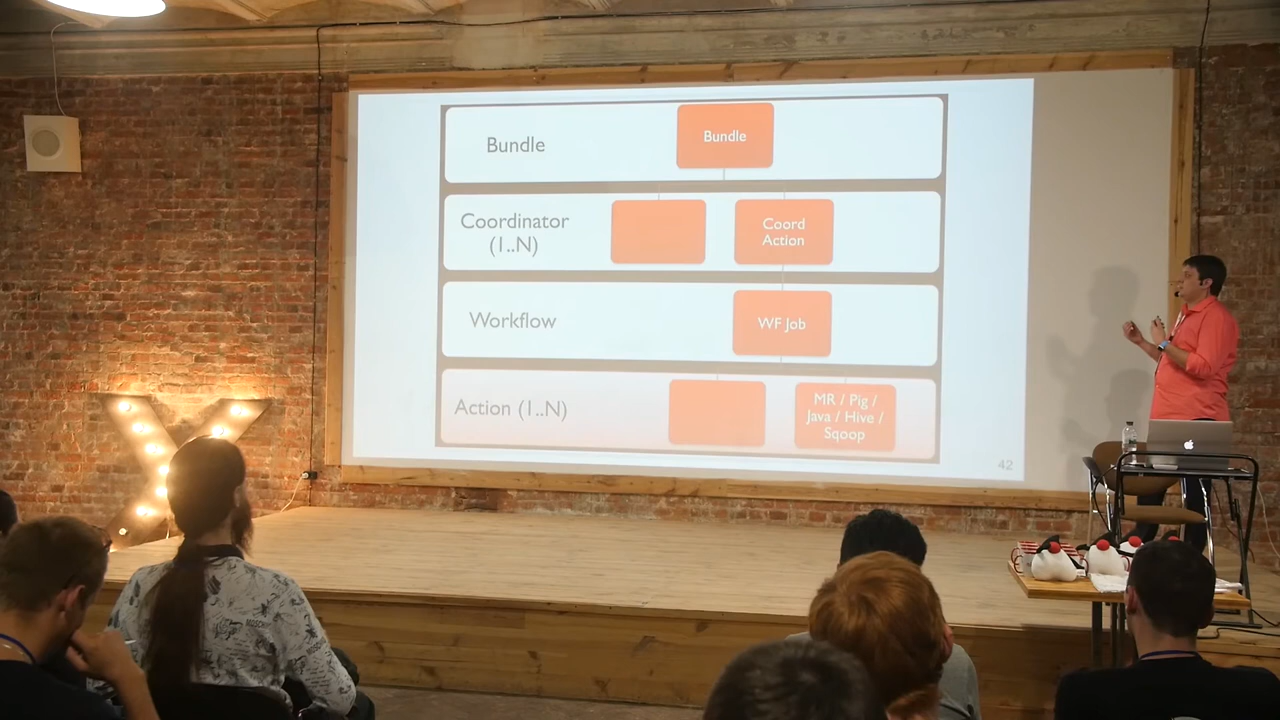 Bundle
Bundle
Coordinator
(1..N)
Coord
Action
Workflow
WF Job
Action (1..N)
MR / Pig /
Java / Hive /
Sqoop
42